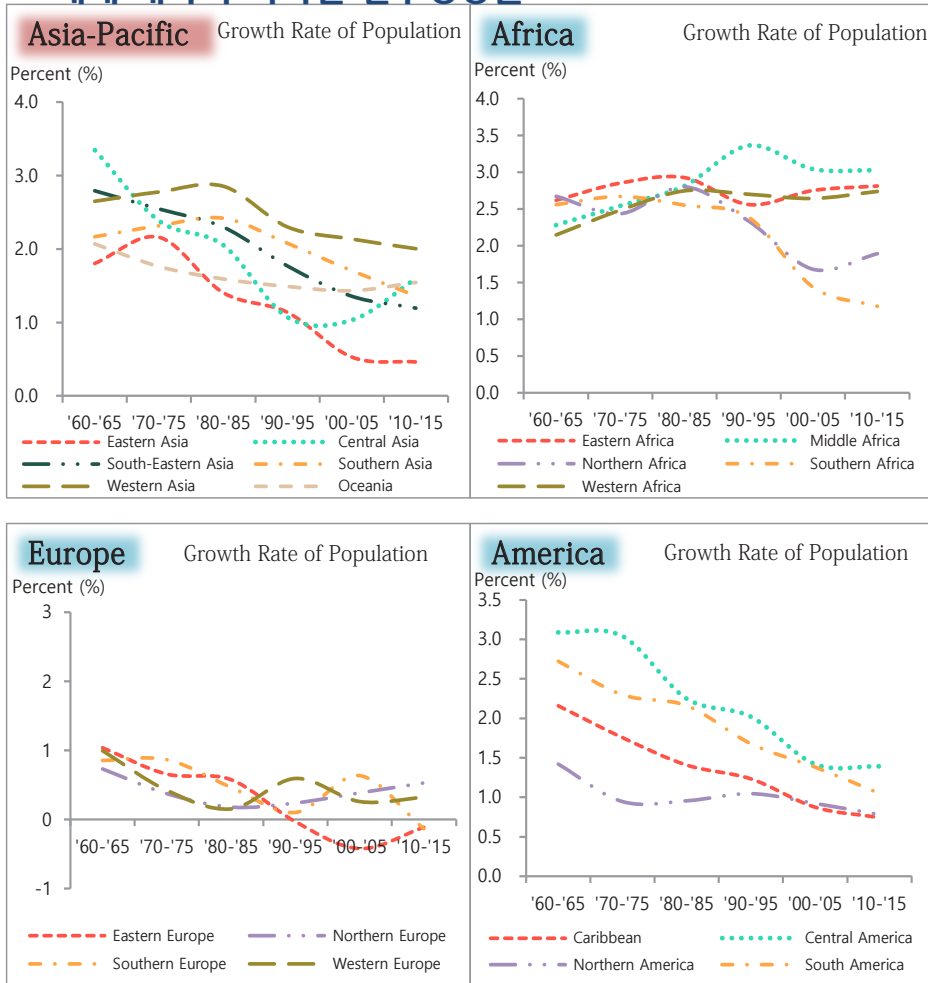 Asia-Pacific Growth Rate of Population
Percent (%)
4.0
3.0
2.0
1.0
0.0
'60-'65 '70-'75 '80-'85 '90-'95 '00-'05 '10-'15
Eastern Asia Central Asia
South-Eastern Asia Southern Asia
Western Asia Oceania
Africa Growth Rate of Population
Percent (%)
4.0
3.5
3.0
2.5
2.0
1.5
1.0
0.5
0.0
'60-'65 '70-'75 '80-'85 '90-'95 '00-'05 '10-'15
Eastern Africa Middle Africa
Northern Africa Southern Africa
Western Africa
Europe Growth Rate of Population
Percent (%)
3
2
1
0
-1
'60-'65 '70-'75 '80-'85 '90-'95 '00-'05 '10-'15
Eastern Europe Northern Europe
Southern Europe Western Europe
America Growth Rate of Population
Percent (%)
3.5
3.0
2.5
2.0
1.5
1.0
0.5
0.0
'60-'65 '70-'75 '80-'85 '90-'95 '00-'05 '10-'15
Caribbean Central America
Northern America South America